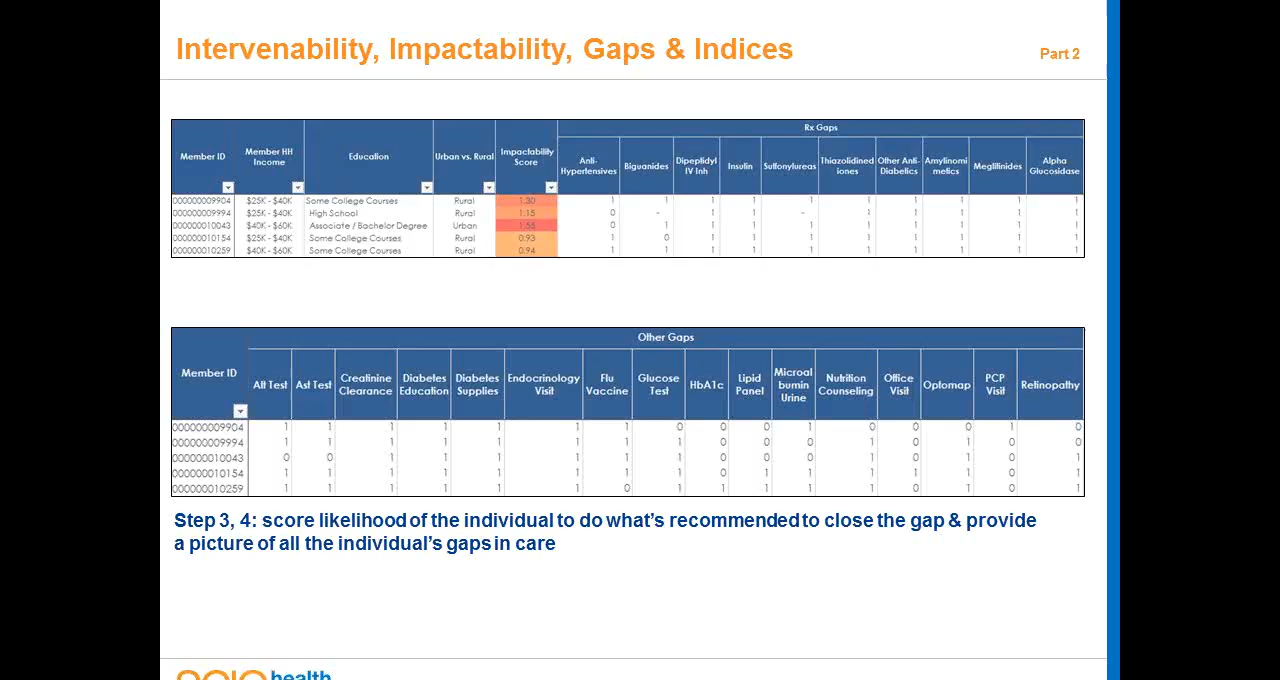 Intervenability, Impactability, Gaps & Indices
Part 2
Rx Gaps
Member ID Member HH Income Education Urban vs. Rural Impactability Score Anti-Hypertensives Biguanides Dipeptidyl IV Inh Insulin Sulfonylureas Thiazolidinediones Other Anti-Diabetics Amylinomimetics Meglitinides Alpha Glucosidase
000000009904 $25K - $40K Some College Courses Rural 1.30 1 1 1 1 1 1 1 1 1 1
000000009994 $25K - $40K High School Rural 1.15 0 - 1 1 - 1 1 1 1 1
000000010043 $40K - $60K Associate / Bachelor Degree Urban 1.55 0 1 1 1 1 1 1 1 1 1
000000010154 $25K - $40K Some College Courses Rural 0.93 1 0 1 1 1 1 1 1 1 1
000000010259 $40K - $60K Some College Courses Rural 0.94 1 1 1 1 1 1 1 1 1 1
Other Gaps
Member ID Alt Test Ast Test Creatinine Clearance Diabetes Education Diabetes Supplies Endocrinology Visit Flu Vaccine Glucose Test HbA1c Lipid Panel Microalbumin Urine Nutrition Counseling Office Visit Optomap PCP Visit Retinopathy
000000009904 1 1 1 1 1 1 1 0 0 0 1 0 0 0 1 0
000000009994 1 1 1 1 1 1 1 1 0 0 0 1 0 1 0 0
000000010043 0 0 1 1 1 1 1 1 0 0 0 1 0 1 0 1
000000010154 1 1 1 1 1 1 1 1 0 1 1 1 1 1 0 1
000000010259 1 1 1 1 1 1 0 1 1 1 1 1 0 1 0 1
Step 3, 4: score likelihood of the individual to do what's recommended to close the gap & provide
a picture of all the individual's gaps in care
health